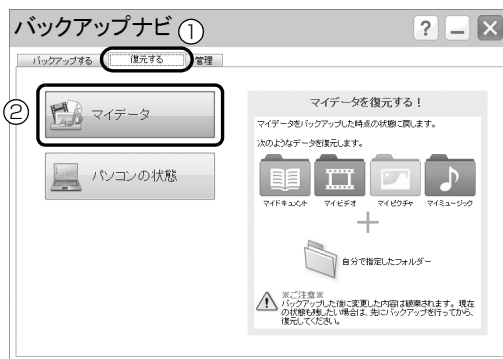 バックアップナビ
①
? – ×
バックアップする 復元する 管理
②
マイデータ
パソコンの状態
マイデータを復元する！
マイデータをバックアップした時点の状態に戻します。
次のようなデータを復元します。
マイドキュメント マイビデオ マイピクチャ マイミュージック
+
自分で指定したフォルダー
※ご注意※
バックアップした後に変更した内容は破棄されます。現在
の状態も残したい場合は、先にバックアップを行ってから、
復元してください。